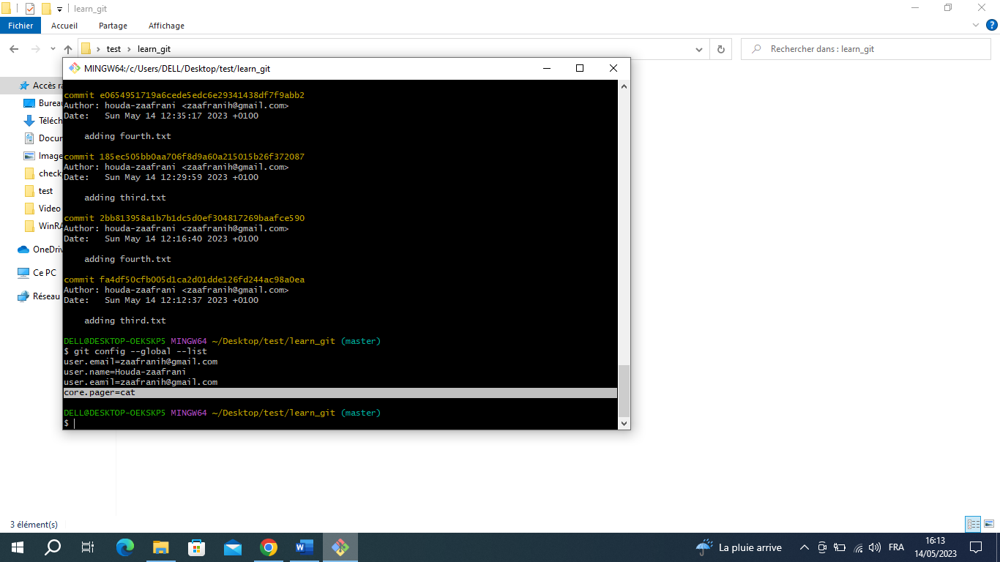 learn_git
Fichier Accueil Partage Affichage
test learn_git
Rechercher dans : learn_git
MINGW64:/c/Users/DELL/Desktop/test/learn_git
Accès ra
Bureau
Téléch
Docum
Image
check
test
Video
WinRA
OneDriv
Ce PC
Réseau
commit e0654951719a6cede5edc6e29341438df7f9abb2
Author: houda-zaafrani <zaafranih@gmail.com>
Date:   Sun May 14 12:35:17 2023 +0100
    adding fourth.txt
commit 185ec505bb0aa706f8d9a60a215015b26f372087
Author: houda-zaafrani <zaafranih@gmail.com>
Date:   Sun May 14 12:29:59 2023 +0100
    adding third.txt
commit 2bb813958a1b7b1dc5d0ef304817269baafce590
Author: houda-zaafrani <zaafranih@gmail.com>
Date:   Sun May 14 12:16:40 2023 +0100
    adding fourth.txt
commit fa4df50cfb005d1ca2d01dde126fd244ac98a0ea
Author: houda-zaafrani <zaafranih@gmail.com>
Date:   Sun May 14 12:12:37 2023 +0100
    adding third.txt
DELL@DESKTOP-OEKSKP5 MINGW64 ~/Desktop/test/learn_git (master)
$ git config --global --list
user.email=zaafranih@gmail.com
user.name=Houda-zaafrani
user.eamil=zaafranih@gmail.com
core.pager=cat
DELL@DESKTOP-OEKSKP5 MINGW64 ~/Desktop/test/learn_git (master)
$
3 élément(s)
La pluie arrive
FRA
16:13
14/05/2023